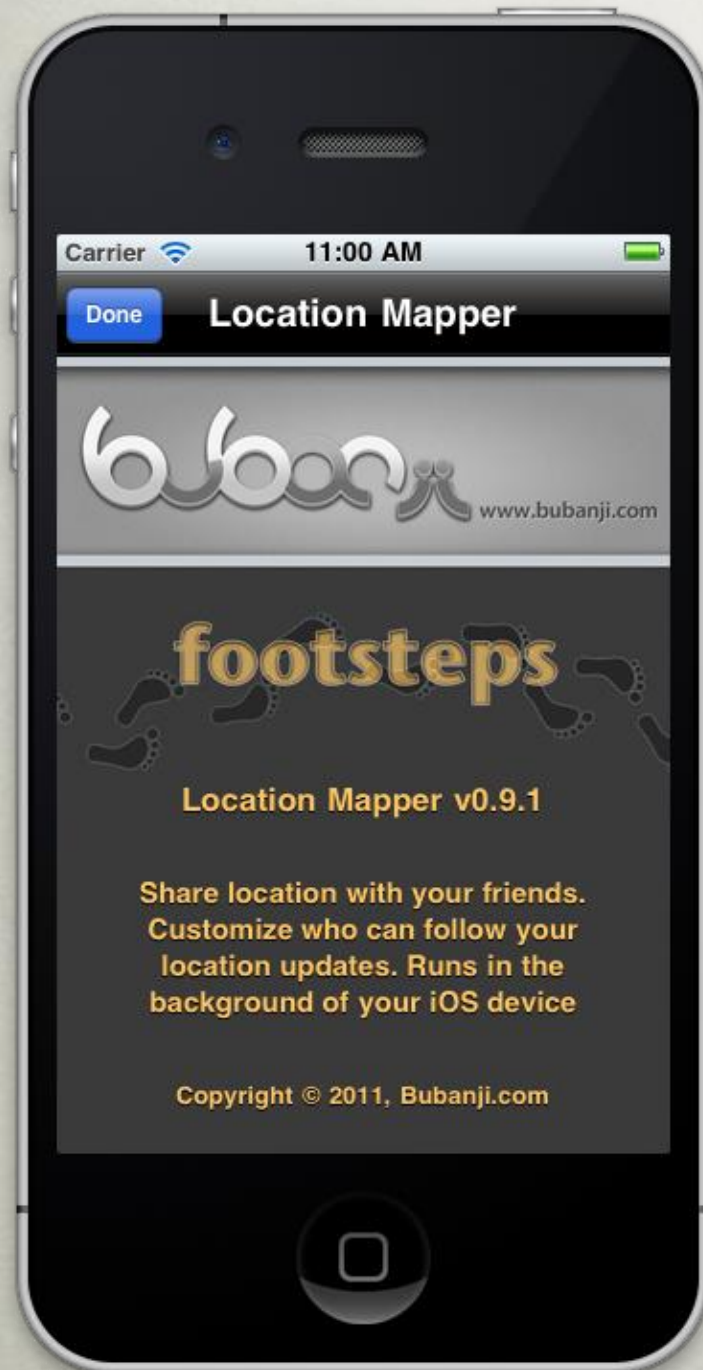 Carrier 11:00 AM
Done Location Mapper
bubanji
www.bubanji.com
footsteps
Location Mapper v0.9.1
Share location with your friends.
Customize who can follow your
location updates. Runs in the
background of your iOS device
Copyright © 2011, Bubanji.com